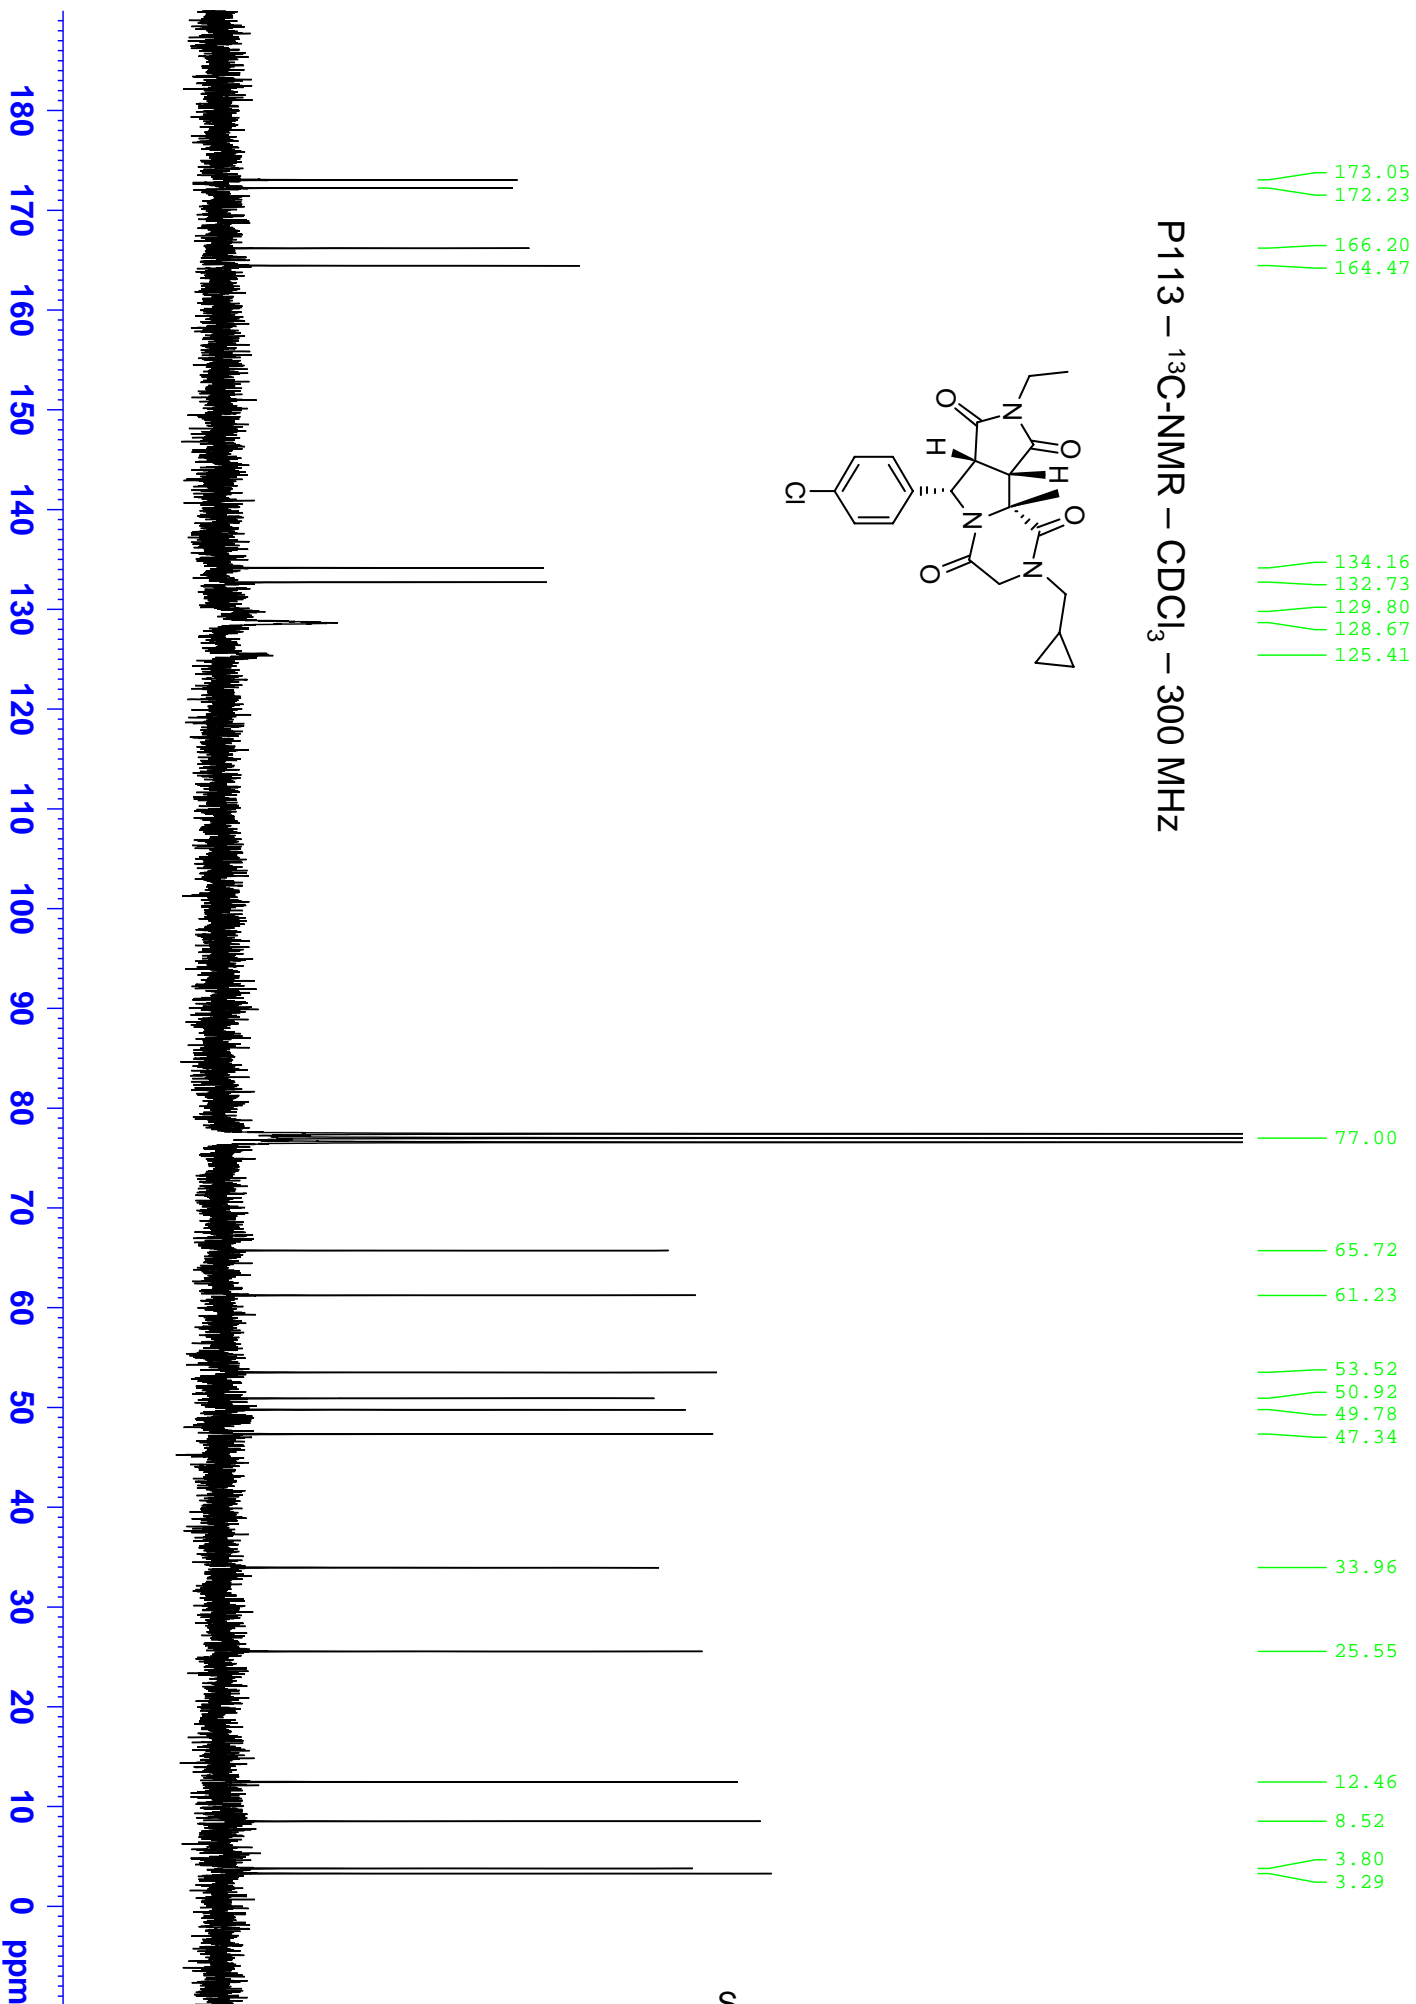 P113 – ¹³C-NMR – CDCl₃ – 300 MHz
173.05
172.23
166.20
164.47
134.16
132.73
129.80
128.67
125.41
77.00
65.72
61.23
53.52
50.92
49.78
47.34
33.96
25.55
12.46
8.52
3.80
3.29
N
O
O
H
H
N
O
N
O
Cl
180 170 160 150 140 130 120 110 100 90 80 70 60 50 40 30 20 10 0 ppm